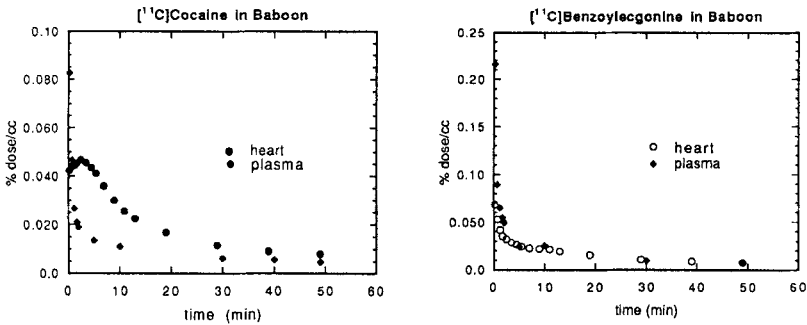 [¹¹C]Cocaine in Baboon
0.10
0.080
0.060
0.040
0.020
0.0
% dose/cc
heart
plasma
0 10 20 30 40 50 60
time (min)
[¹¹C]Benzoylecgonine in Baboon
0.25
0.20
0.15
0.10
0.050
0.0
% dose/cc
heart
plasma
0 10 20 30 40 50 60
time (min)